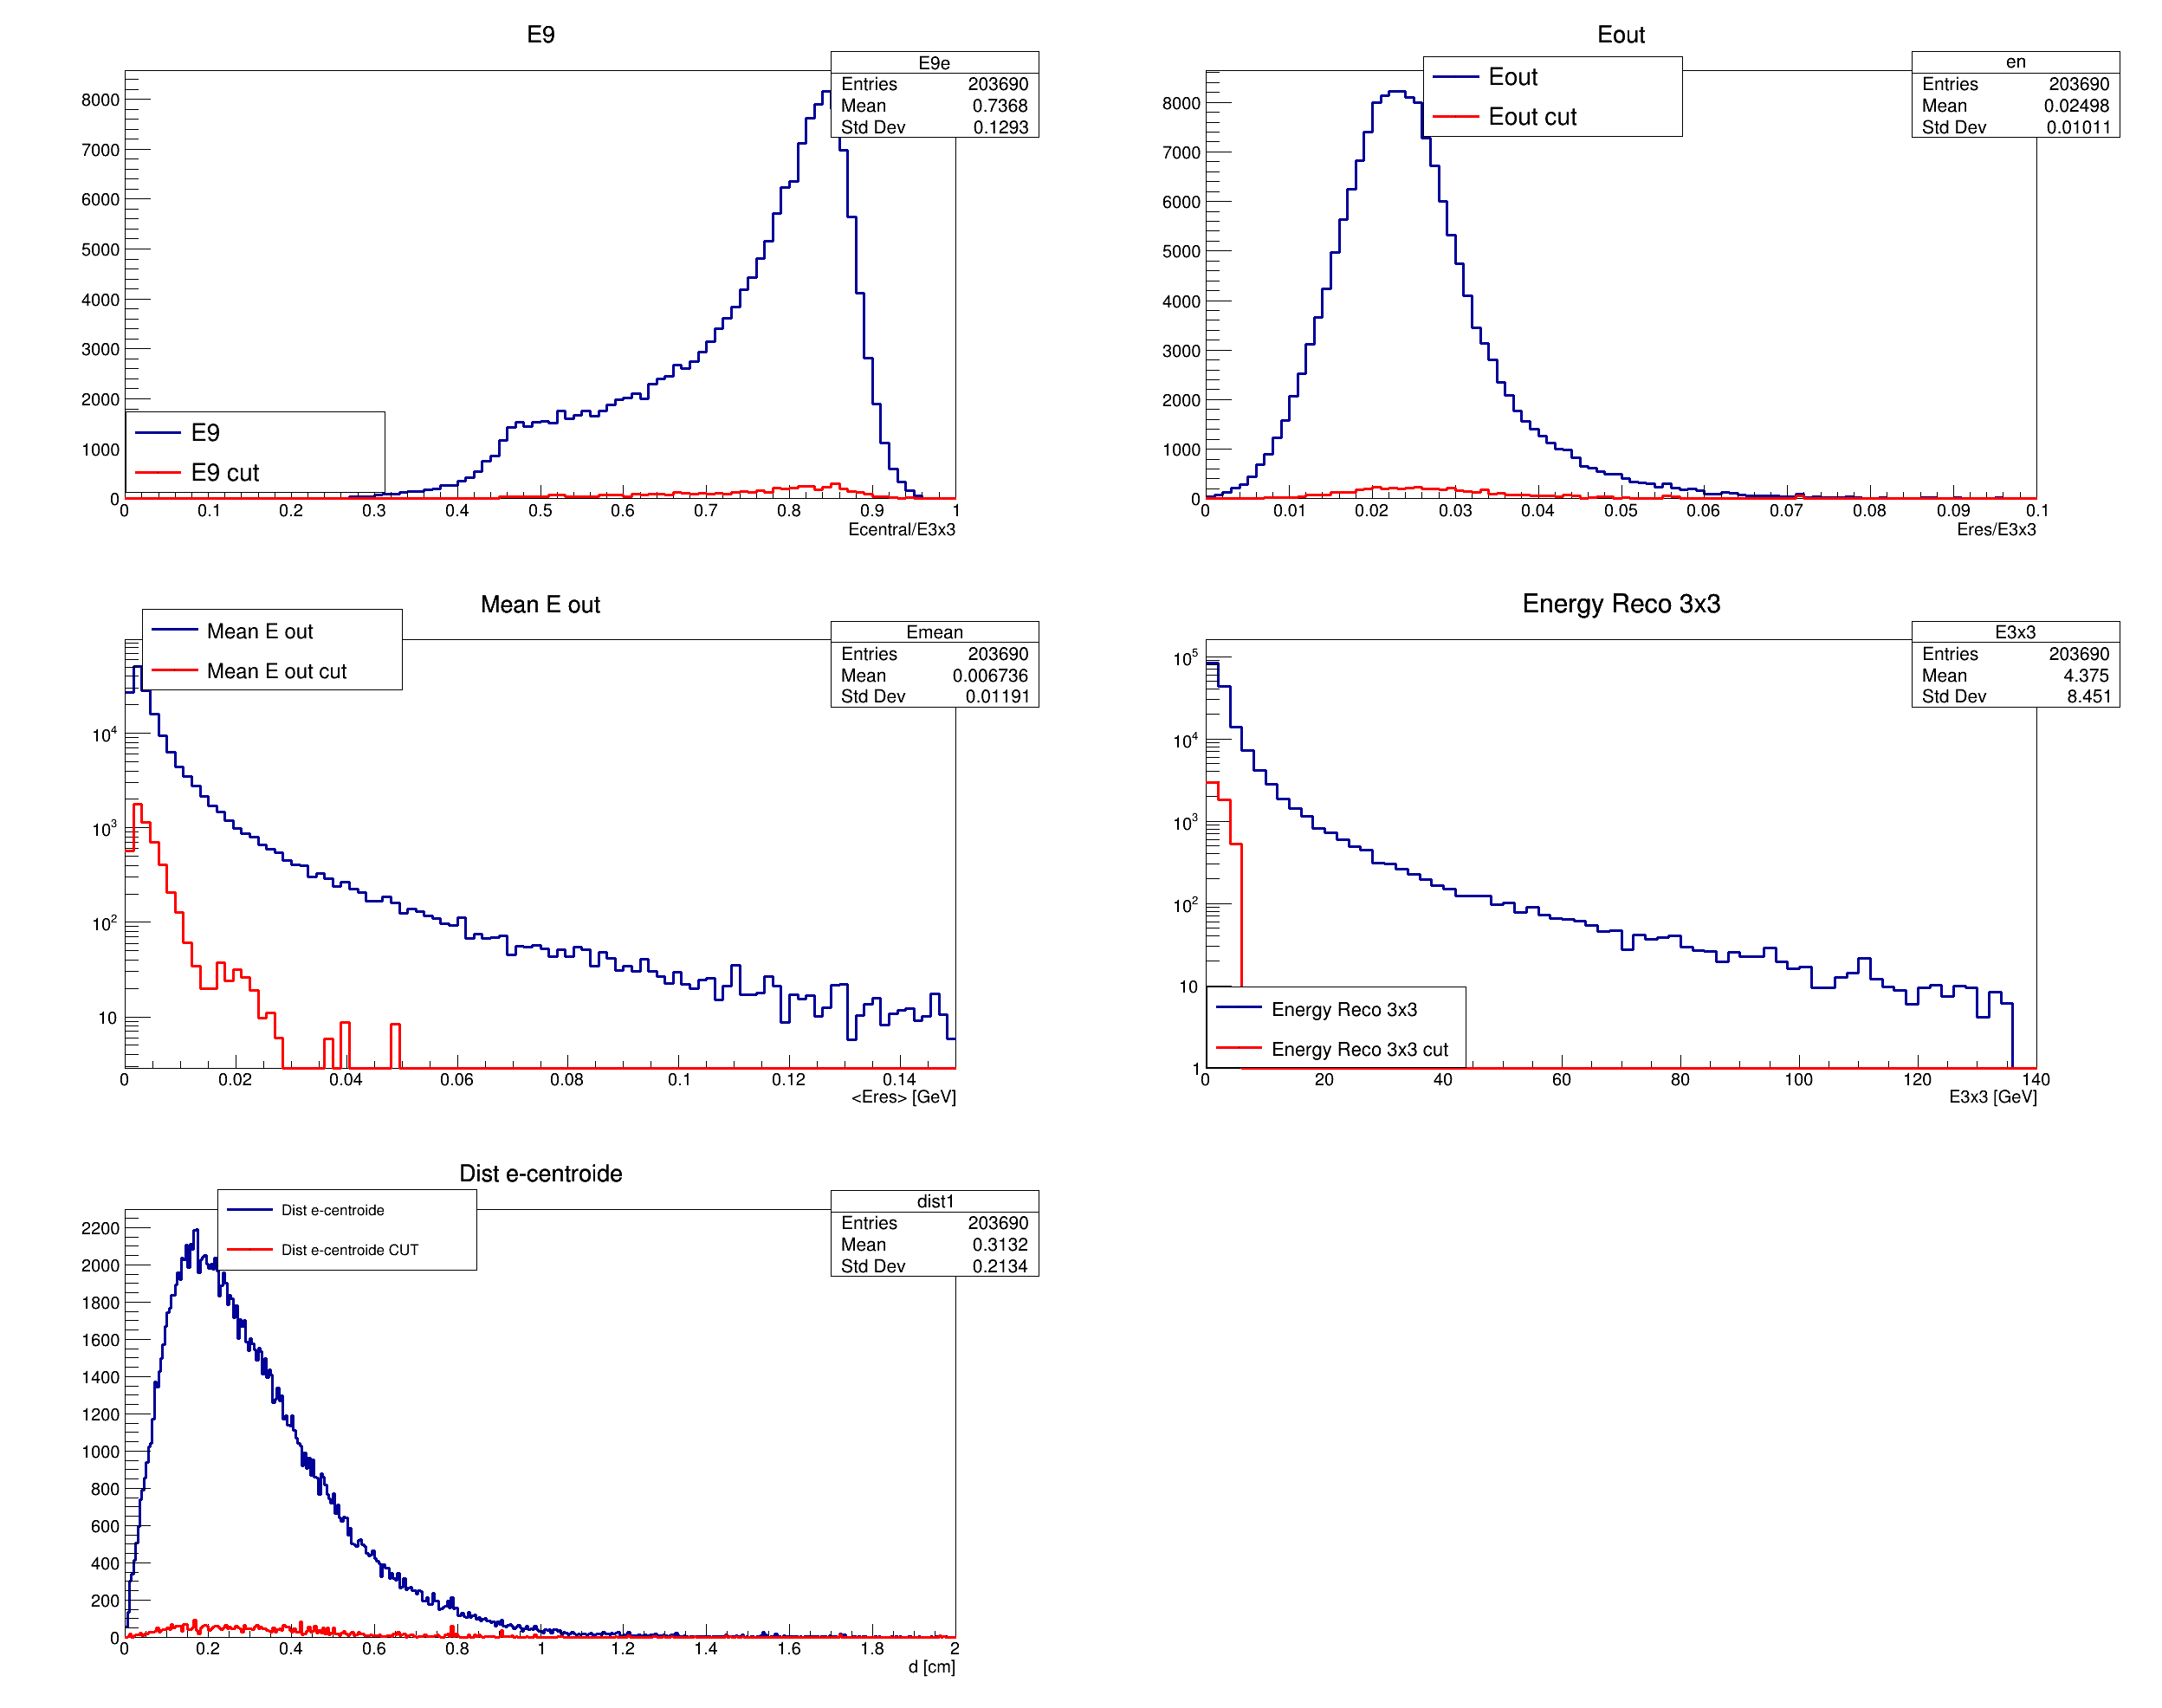 E9
E9e
Entries 203690
Mean 0.7368
Std Dev 0.1293
8000
7000
6000
5000
4000
3000
2000
1000
0
E9
E9 cut
0 0.1 0.2 0.3 0.4 0.5 0.6 0.7 0.8 0.9 1
Ecentral/E3x3
Eout
Eout
Eout cut
en
Entries 203690
Mean 0.02498
Std Dev 0.01011
8000
7000
6000
5000
4000
3000
2000
1000
0
0 0.01 0.02 0.03 0.04 0.05 0.06 0.07 0.08 0.09 0.1
Eres/E3x3
Mean E out
Mean E out
Mean E out cut
Emean
Entries 203690
Mean 0.006736
Std Dev 0.01191
10^4
10^3
10^2
10
0 0.02 0.04 0.06 0.08 0.1 0.12 0.14
<Eres> [GeV]
Energy Reco 3x3
E3x3
Entries 203690
Mean 4.375
Std Dev 8.451
10^5
10^4
10^3
10^2
10
1
Energy Reco 3x3
Energy Reco 3x3 cut
0 20 40 60 80 100 120 140
E3x3 [GeV]
Dist e-centroide
Dist e-centroide
Dist e-centroide CUT
dist1
Entries 203690
Mean 0.3132
Std Dev 0.2134
2200
2000
1800
1600
1400
1200
1000
800
600
400
200
0
0 0.2 0.4 0.6 0.8 1 1.2 1.4 1.6 1.8 2
d [cm]